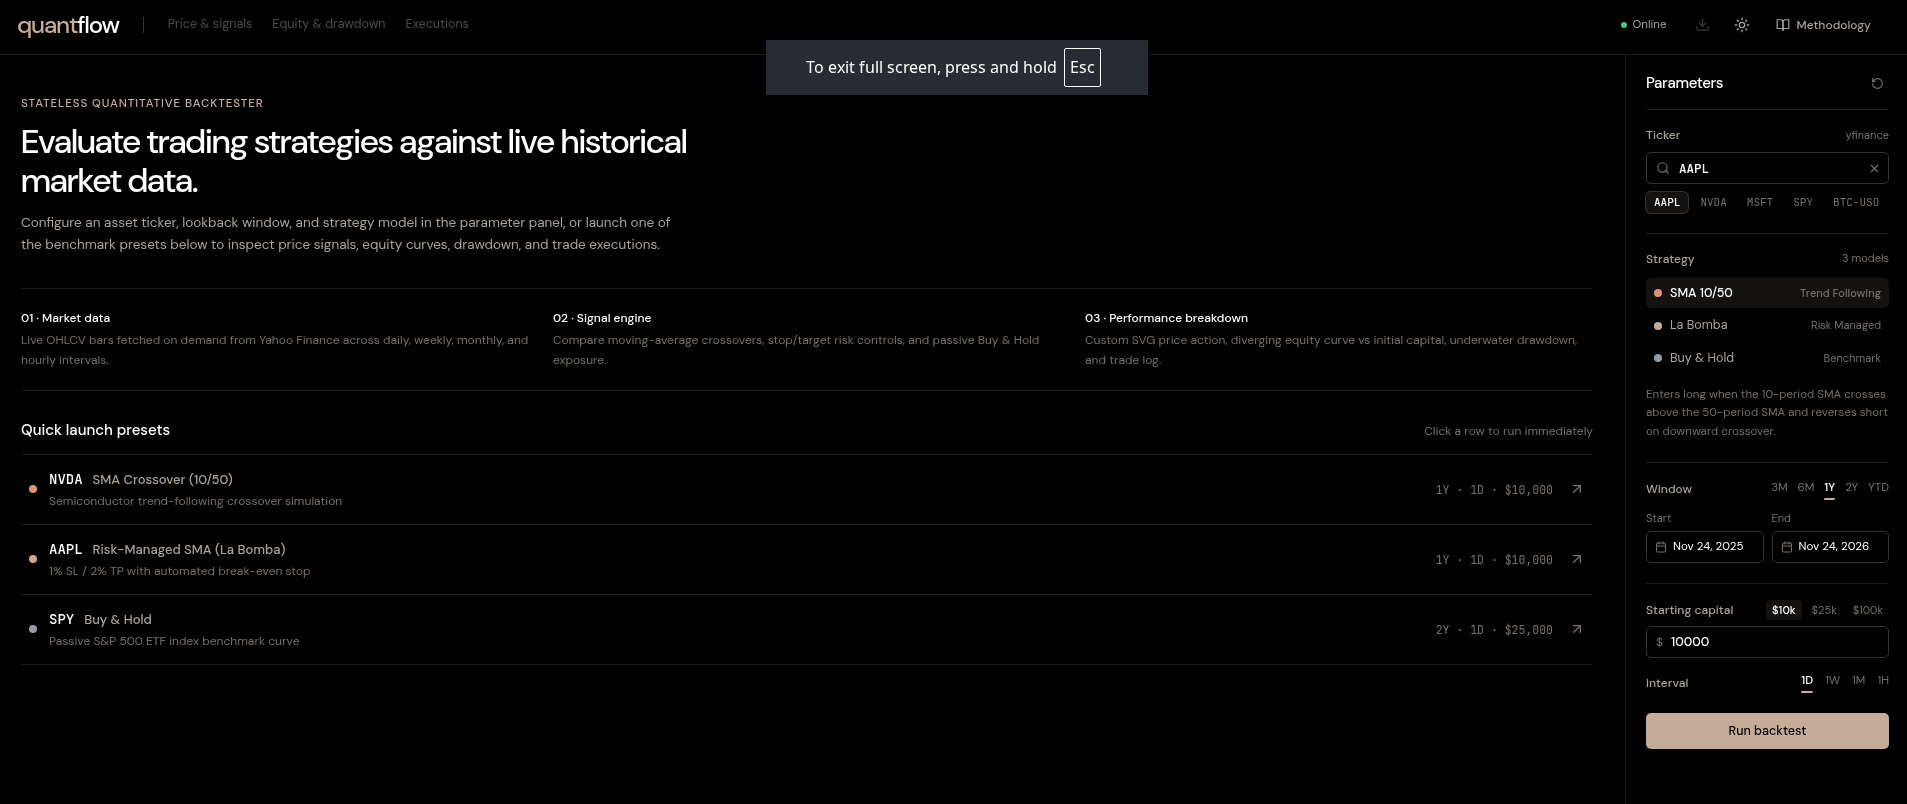 quantflow
Price & signals Equity & drawdown Executions
Online Methodology
To exit full screen, press and hold Esc
STATELESS QUANTITATIVE BACKTESTER
Evaluate trading strategies against live historical
market data.
Configure an asset ticker, lookback window, and strategy model in the parameter panel, or launch one of
the benchmark presets below to inspect price signals, equity curves, drawdown, and trade executions.
01 · Market data
Live OHLCV bars fetched on demand from Yahoo Finance across daily, weekly, monthly, and
hourly intervals.
02 · Signal engine
Compare moving-average crossovers, stop/target risk controls, and passive Buy & Hold
exposure.
03 · Performance breakdown
Custom SVG price action, diverging equity curve vs initial capital, underwater drawdown,
and trade log.
Quick launch presets Click a row to run immediately
NVDA SMA Crossover (10/50)
Semiconductor trend-following crossover simulation
1Y · 1D · $10,000
AAPL Risk-Managed SMA (La Bomba)
1% SL / 2% TP with automated break-even stop
1Y · 1D · $10,000
SPY Buy & Hold
Passive S&P 500 ETF index benchmark curve
2Y · 1D · $25,000
Parameters
Ticker yfinance
AAPL
AAPL NVDA MSFT SPY BTC-USD
Strategy 3 models
SMA 10/50 Trend Following
La Bomba Risk Managed
Buy & Hold Benchmark
Enters long when the 10-period SMA crosses
above the 50-period SMA and reverses short
on downward crossover.
Window 3M 6M 1Y 2Y YTD
Start End
Nov 24, 2025 Nov 24, 2026
Starting capital $10k $25k $100k
$ 10000
Interval 1D 1W 1M 1H
Run backtest